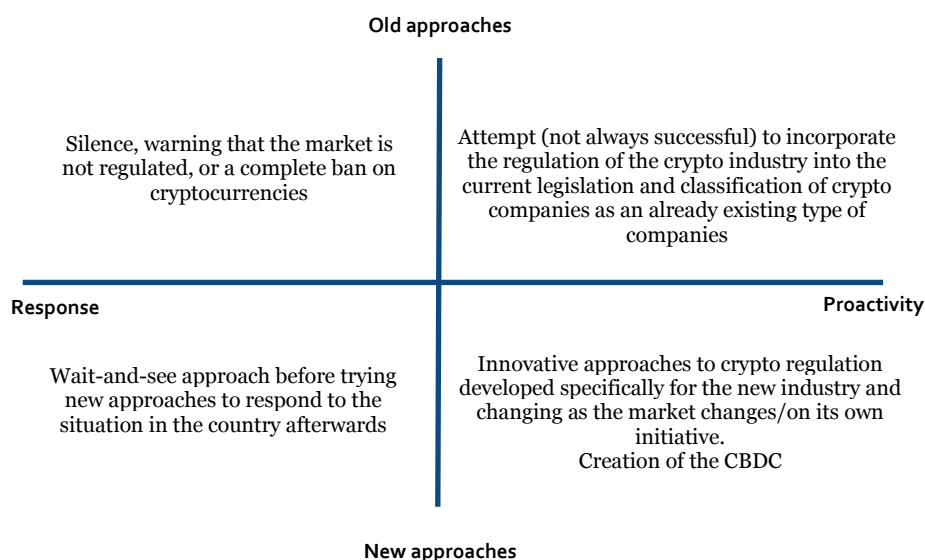 Old approaches
Silence, warning that the market is
not regulated, or a complete ban on
cryptocurrencies
Attempt (not always successful) to incorporate
the regulation of the crypto industry into the
current legislation and classification of crypto
companies as an already existing type of
companies
Response
Proactivity
Wait-and-see approach before trying
new approaches to respond to the
situation in the country afterwards
Innovative approaches to crypto regulation
developed specifically for the new industry and
changing as the market changes/on its own
initiative.
Creation of the CBDC
New approaches